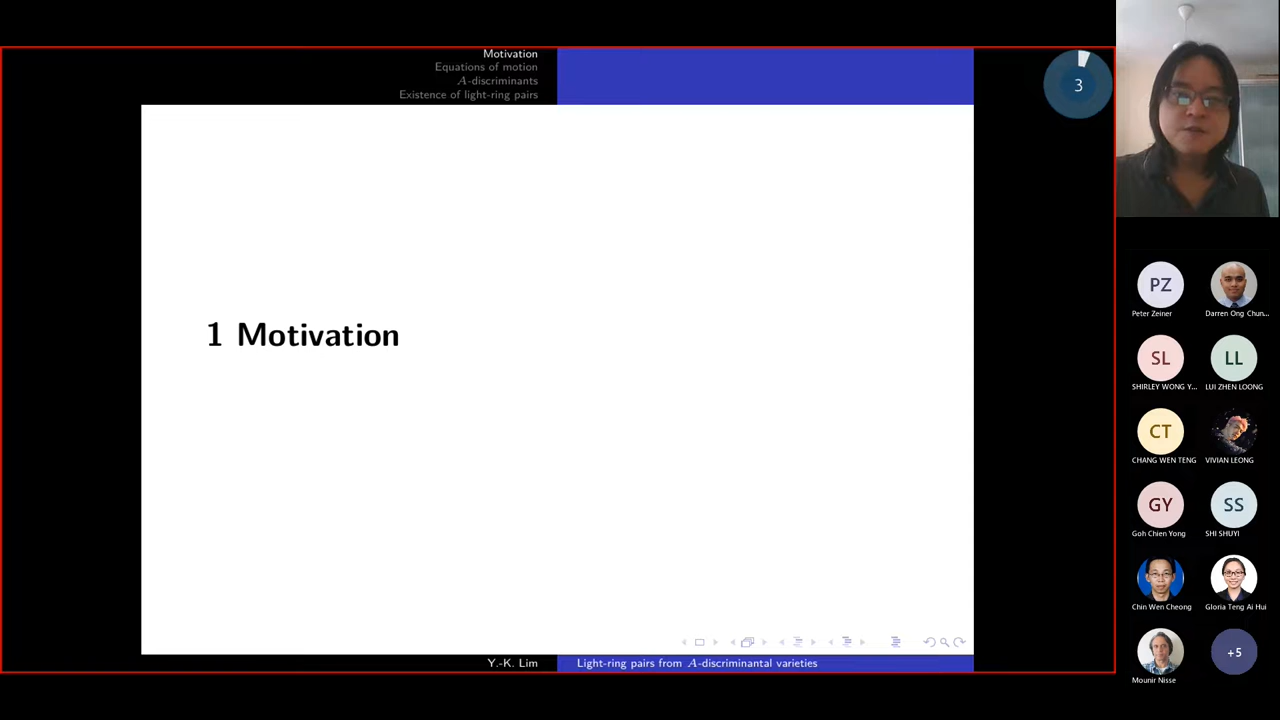 Motivation
Equations of motion
A-discriminants
Existence of light-ring pairs
3
1 Motivation
Y.-K. Lim
Light-ring pairs from A-discriminantal varieties
PZ
Peter Zeiner
Darren Ong Chun...
SL
SHIRLEY WONG Y...
LL
LUI ZHEN LOONG
CT
CHANG WEN TENG
VIVIAN LEONG
GY
Goh Chien Yong
SS
SHI SHUYI
Chin Wen Cheong
Gloria Teng Ai Hui
Mounir Nisse
+5